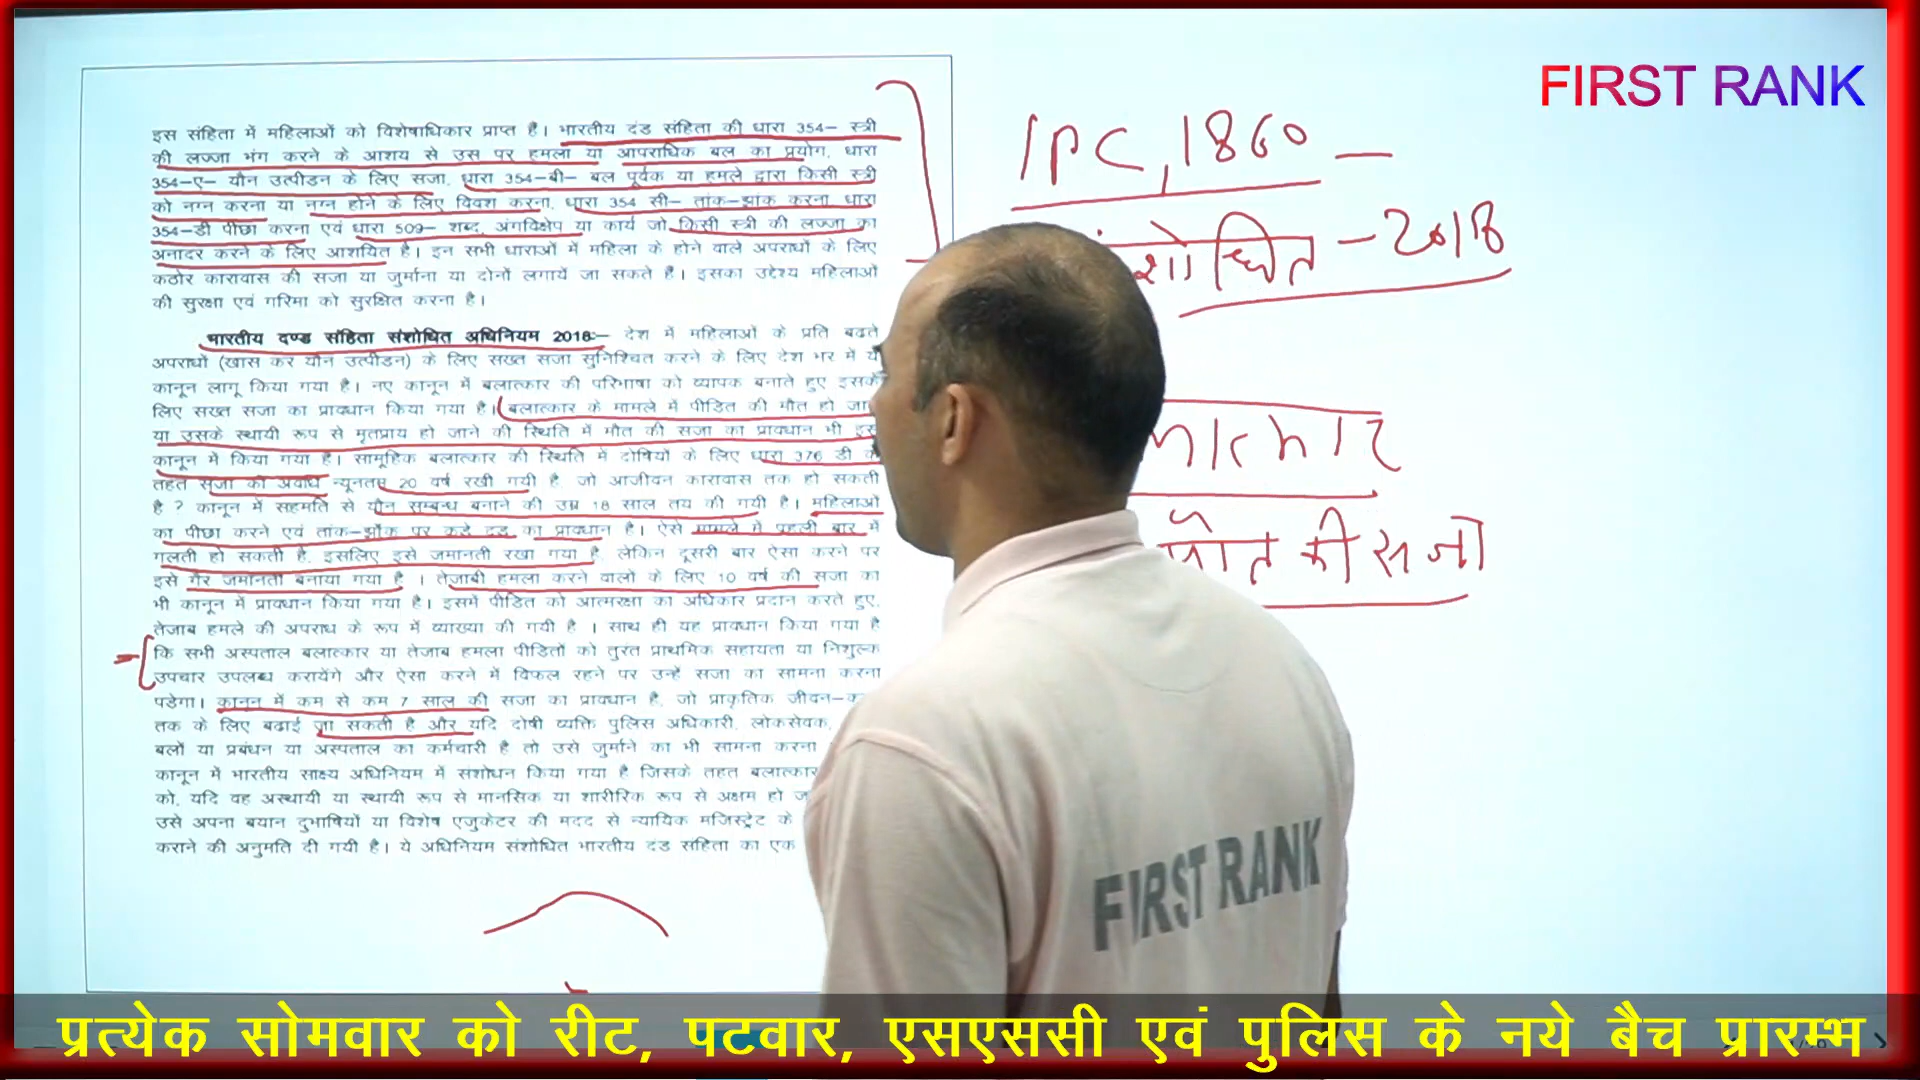 FIRST RANK
इस संहिता में महिलाओं को विशेषाधिकार प्राप्त है। भारतीय दंड संहिता की धारा 354– स्त्री
की लज्जा भंग करने के आशय से उस पर हमला या आपराधिक बल का प्रयोग, धारा
354–ए– यौन उत्पीडन के लिए सजा, धारा 354–बी– बल पूर्वक या हमले द्वारा किसी स्त्री
को नग्न करना या नग्न होने के लिए विवश करना, धारा 354 सी– तांक–झांक करना धारा
354–डी पीछा करना एवं धारा 509– शब्द, अंगविक्षेप या कार्य जो किसी स्त्री की लज्जा का
अनादर करने के लिए आशयित है। इन सभी धाराओं में महिला के होने वाले अपराधों के लिए
कठोर कारावास की सजा या जुर्माना या दोनों लगायें जा सकते हैं। इसका उद्देश्य महिलाओं
की सुरक्षा एवं गरिमा को सुरक्षित करना है।
भारतीय दण्ड संहिता संशोधित अधिनियम 2018:– देश में महिलाओं के प्रति बढते
अपराधों (खास कर यौन उत्पीडन) के लिए सख्त सजा सुनिश्चित करने के लिए देश भर में ये
कानून लागू किया गया है। नए कानून में बलात्कार की परिभाषा को व्यापक बनाते हुए इसके
लिए सख्त सजा का प्रावधान किया गया है। बलात्कार के मामले में पीडित की मौत हो जाने
या उसके स्थायी रूप से मृतप्राय हो जाने की स्थिति में मौत की सजा का प्रावधान भी इस
कानून में किया गया है। सामूहिक बलात्कार की स्थिति में दोषियों के लिए धारा 376 डी के
तहत सजा की अवधि न्यूनतम 20 वर्ष रखी गयी है, जो आजीवन कारावास तक हो सकती
है ? कानून में सहमति से यौन सम्बन्ध बनाने की उम्र 18 साल तय की गयी है। महिलाओं
का पीछा करने एवं तांक–झाँक पर कडे दंड का प्रावधान है। ऐसे मामले में पहली बार में
गलती हो सकती है, इसलिए इसे जमानती रखा गया है, लेकिन दूसरी बार ऐसा करने पर
इसे गैर जमानती बनाया गया है । तेजाबी हमला करने वालों के लिए 10 वर्ष की सजा का
भी कानून में प्रावधान किया गया है। इसमें पीडित को आत्मरक्षा का अधिकार प्रदान करते हुए,
तेजाब हमले की अपराध के रूप में व्याख्या की गयी है । साथ ही यह प्रावधान किया गया है
कि सभी अस्पताल बलात्कार या तेजाब हमला पीडितों को तुरंत प्राथमिक सहायता या निशुल्क
उपचार उपलब्ध करायेंगे और ऐसा करने में विफल रहने पर उन्हें सजा का सामना करना
पडेगा। कानून में कम से कम 7 साल की सजा का प्रावधान है, जो प्राकृतिक जीवन–
तक के लिए बढाई जा सकती है और यदि दोषी व्यक्ति पुलिस अधिकारी, लोकसेवक,
बलों या प्रबंधन या अस्पताल का कर्मचारी है तो उसे जुर्माने का भी सामना करना
कानून में भारतीय साक्ष्य अधिनियम में संशोधन किया गया है जिसके तहत बलात्कार
को, यदि वह अस्थायी या स्थायी रूप से मानसिक या शारीरिक रूप से अक्षम हो
उसे अपना बयान दुभाषियों या विशेष एजुकेटर की मदद से न्यायिक मजिस्ट्रेट के
कराने की अनुमति दी गयी है। ये अधिनियम संशोधित भारतीय दंड संहिता का एक
IPC, 1860 –
शोधित – 2018
मौत की सजा
FIRST RANK
प्रत्येक सोमवार को रीट, पटवार, एसएससी एवं पुलिस के नये बैच प्रारम्भ